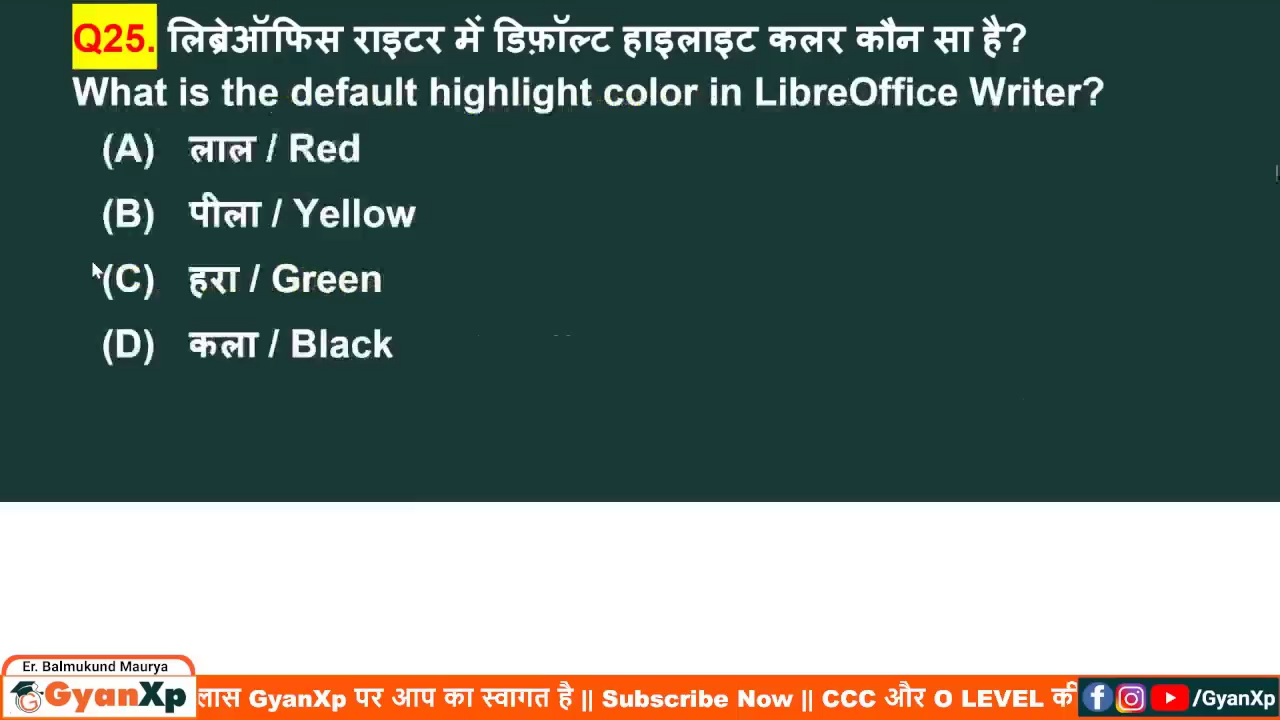 Q25. लिब्रेऑफिस राइटर में डिफ़ॉल्ट हाइलाइट कलर कौन सा है?
What is the default highlight color in LibreOffice Writer?
(A) लाल / Red
(B) पीला / Yellow
(C) हरा / Green
(D) कला / Black
Er. Balmukund Maurya
GyanXp लास GyanXp पर आप का स्वागत है || Subscribe Now || CCC और O LEVEL की /GyanXp